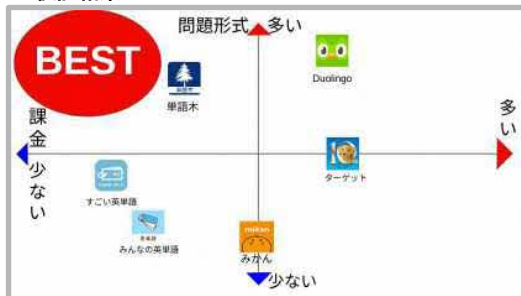 問題形式 多い
BEST
Duolingo
単語木
課金 少ない
多い
ターゲット
すごい英単語
みんなの英単語
mikan
みかん
少ない